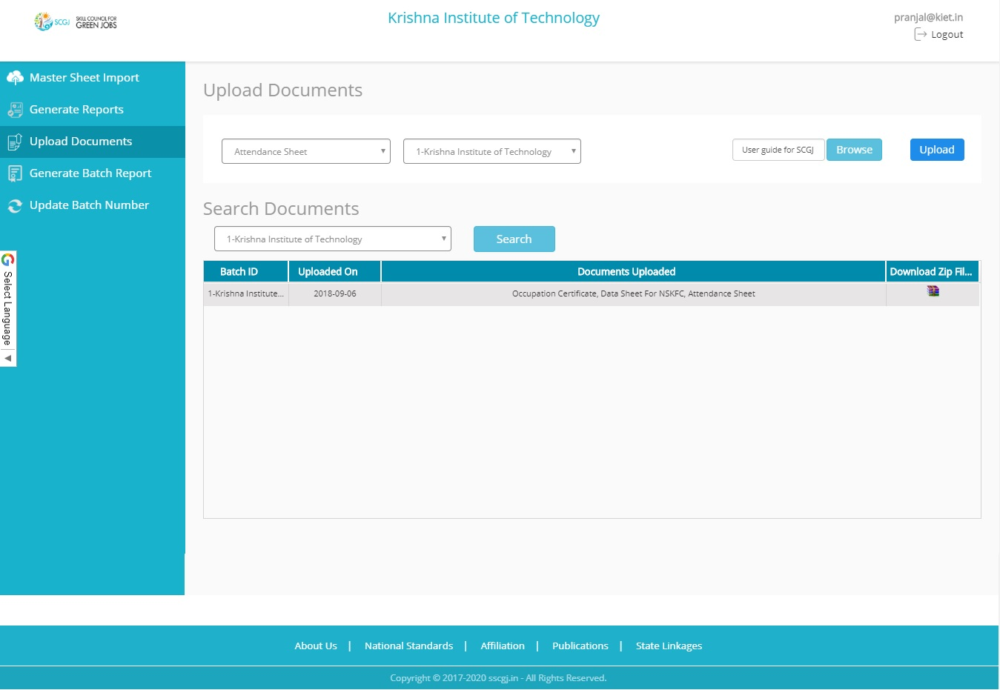 SCGJ SKILL COUNCIL FOR GREEN JOBS
Krishna Institute of Technology
pranjal@kiet.in
Logout
Master Sheet Import
Generate Reports
Upload Documents
Generate Batch Report
Update Batch Number
Select Language
Upload Documents
Attendance Sheet
1-Krishna Institute of Technology
User guide for SCGJ
Browse
Upload
Search Documents
1-Krishna Institute of Technology
Search
Batch ID Uploaded On Documents Uploaded Download Zip Fil...
1-Krishna Institute... 2018-09-06 Occupation Certificate, Data Sheet For NSKFC, Attendance Sheet
About Us | National Standards | Affiliation | Publications | State Linkages
Copyright © 2017-2020 sscgj.in - All Rights Reserved.